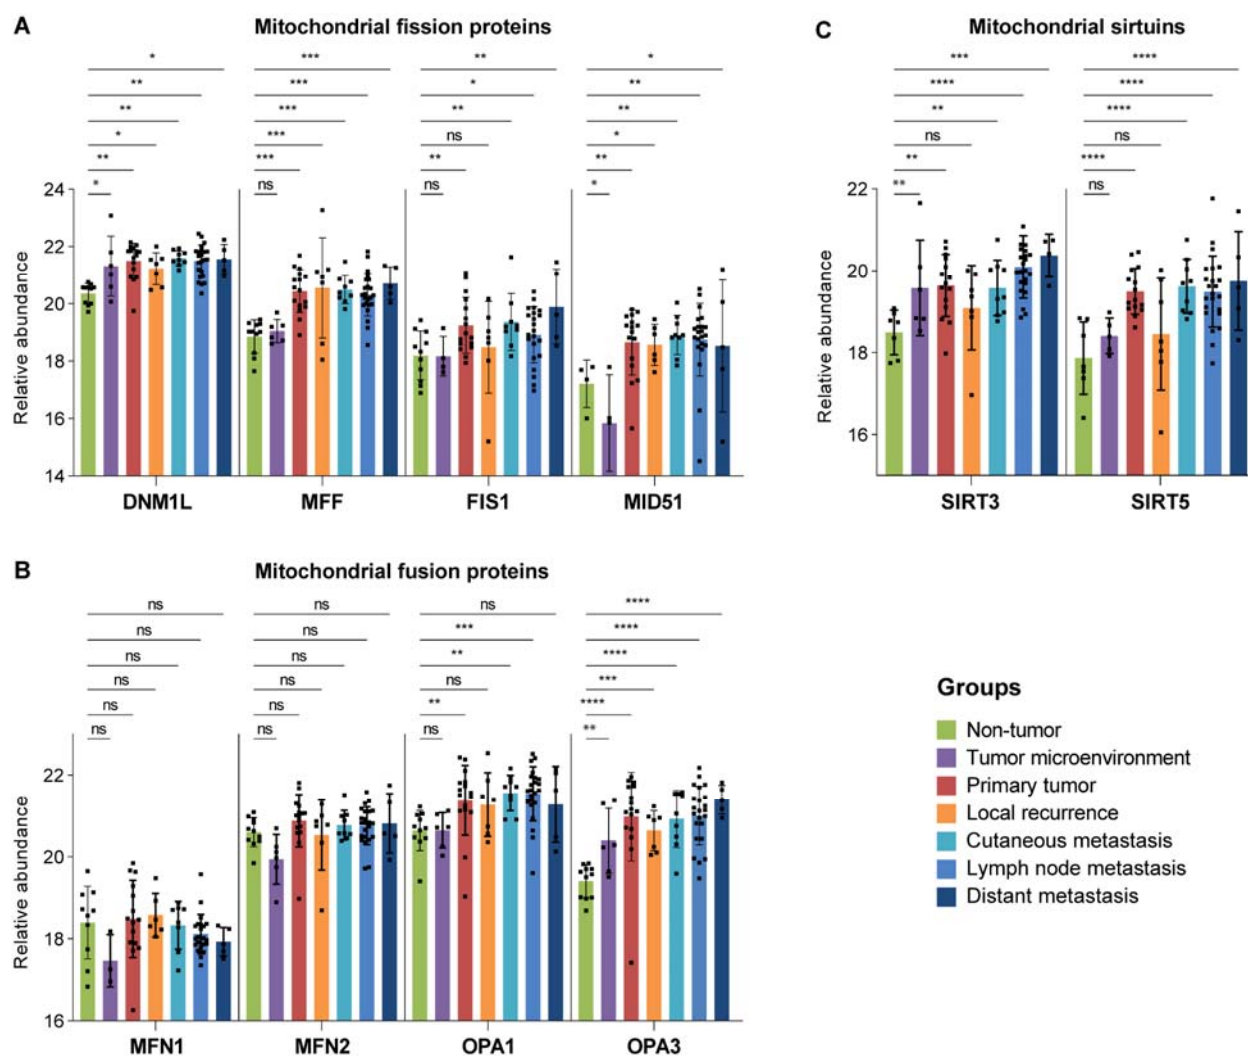 A
Mitochondrial fission proteins
* *** ** *
** *** * **
** *** ** **
* *** ns *
** *** ** **
* ns ns *
Relative abundance
24
22
20
18
16
14
DNM1L MFF FIS1 MID51
C
Mitochondrial sirtuins
*** ****
**** ****
** ****
ns ns
** ****
** ns
Relative abundance
22
20
18
16
SIRT3 SIRT5
B
Mitochondrial fusion proteins
ns ns ns ****
ns ns *** ****
ns ns ** ****
ns ns ns ***
ns ns ** ****
ns ns ns **
Relative abundance
22
20
18
16
MFN1 MFN2 OPA1 OPA3
Groups
Non-tumor
Tumor microenvironment
Primary tumor
Local recurrence
Cutaneous metastasis
Lymph node metastasis
Distant metastasis